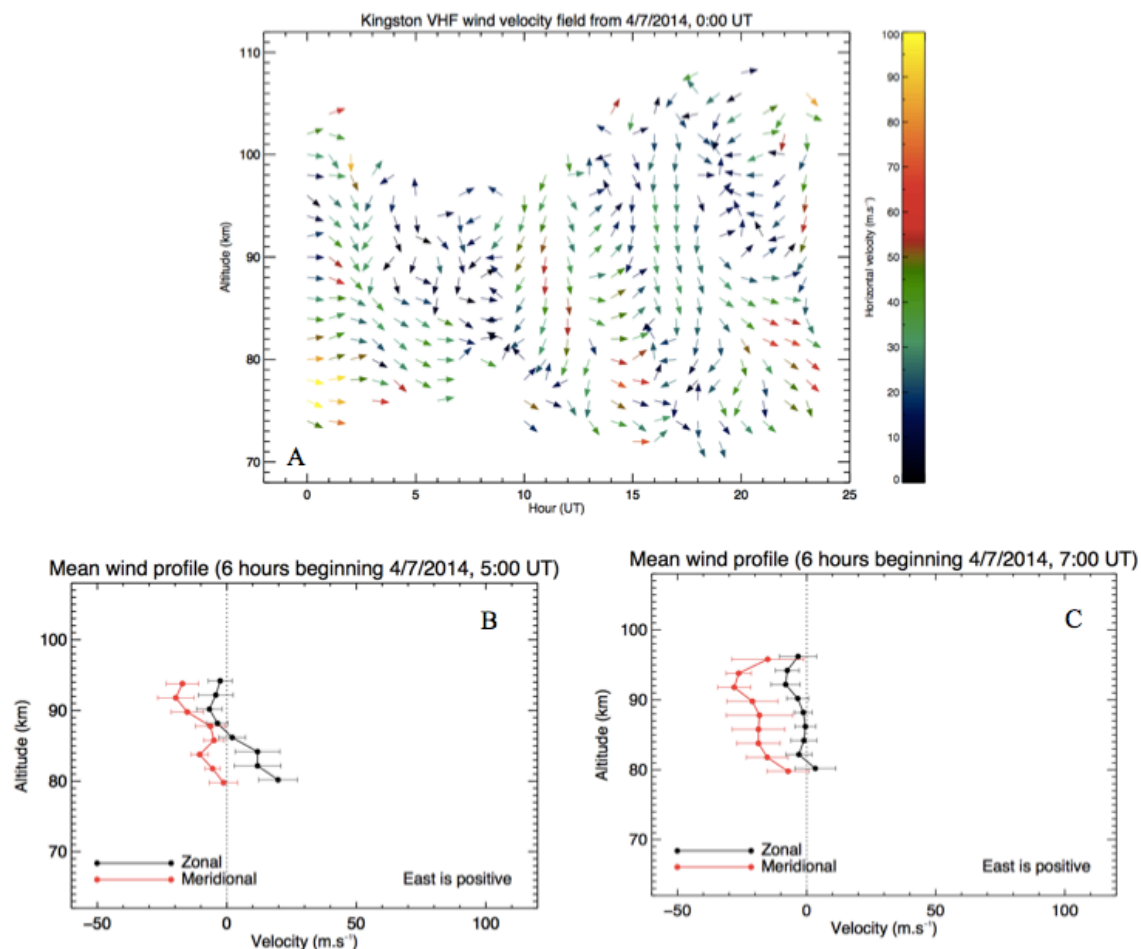 Kingston VHF wind velocity field from 4/7/2014, 0:00 UT
110
100
90
80
70
Altitude (km)
A
0 5 10 15 20 25
Hour (UT)
100
90
80
70
60
50
40
30
20
10
0
Horizontal velocity (m.s⁻¹)
Mean wind profile (6 hours beginning 4/7/2014, 5:00 UT)
B
100
90
80
70
Altitude (km)
Zonal
Meridional
East is positive
−50 0 50 100
Velocity (m.s⁻¹)
Mean wind profile (6 hours beginning 4/7/2014, 7:00 UT)
C
100
90
80
70
Altitude (km)
Zonal
Meridional
East is positive
−50 0 50 100
Velocity (m.s⁻¹)